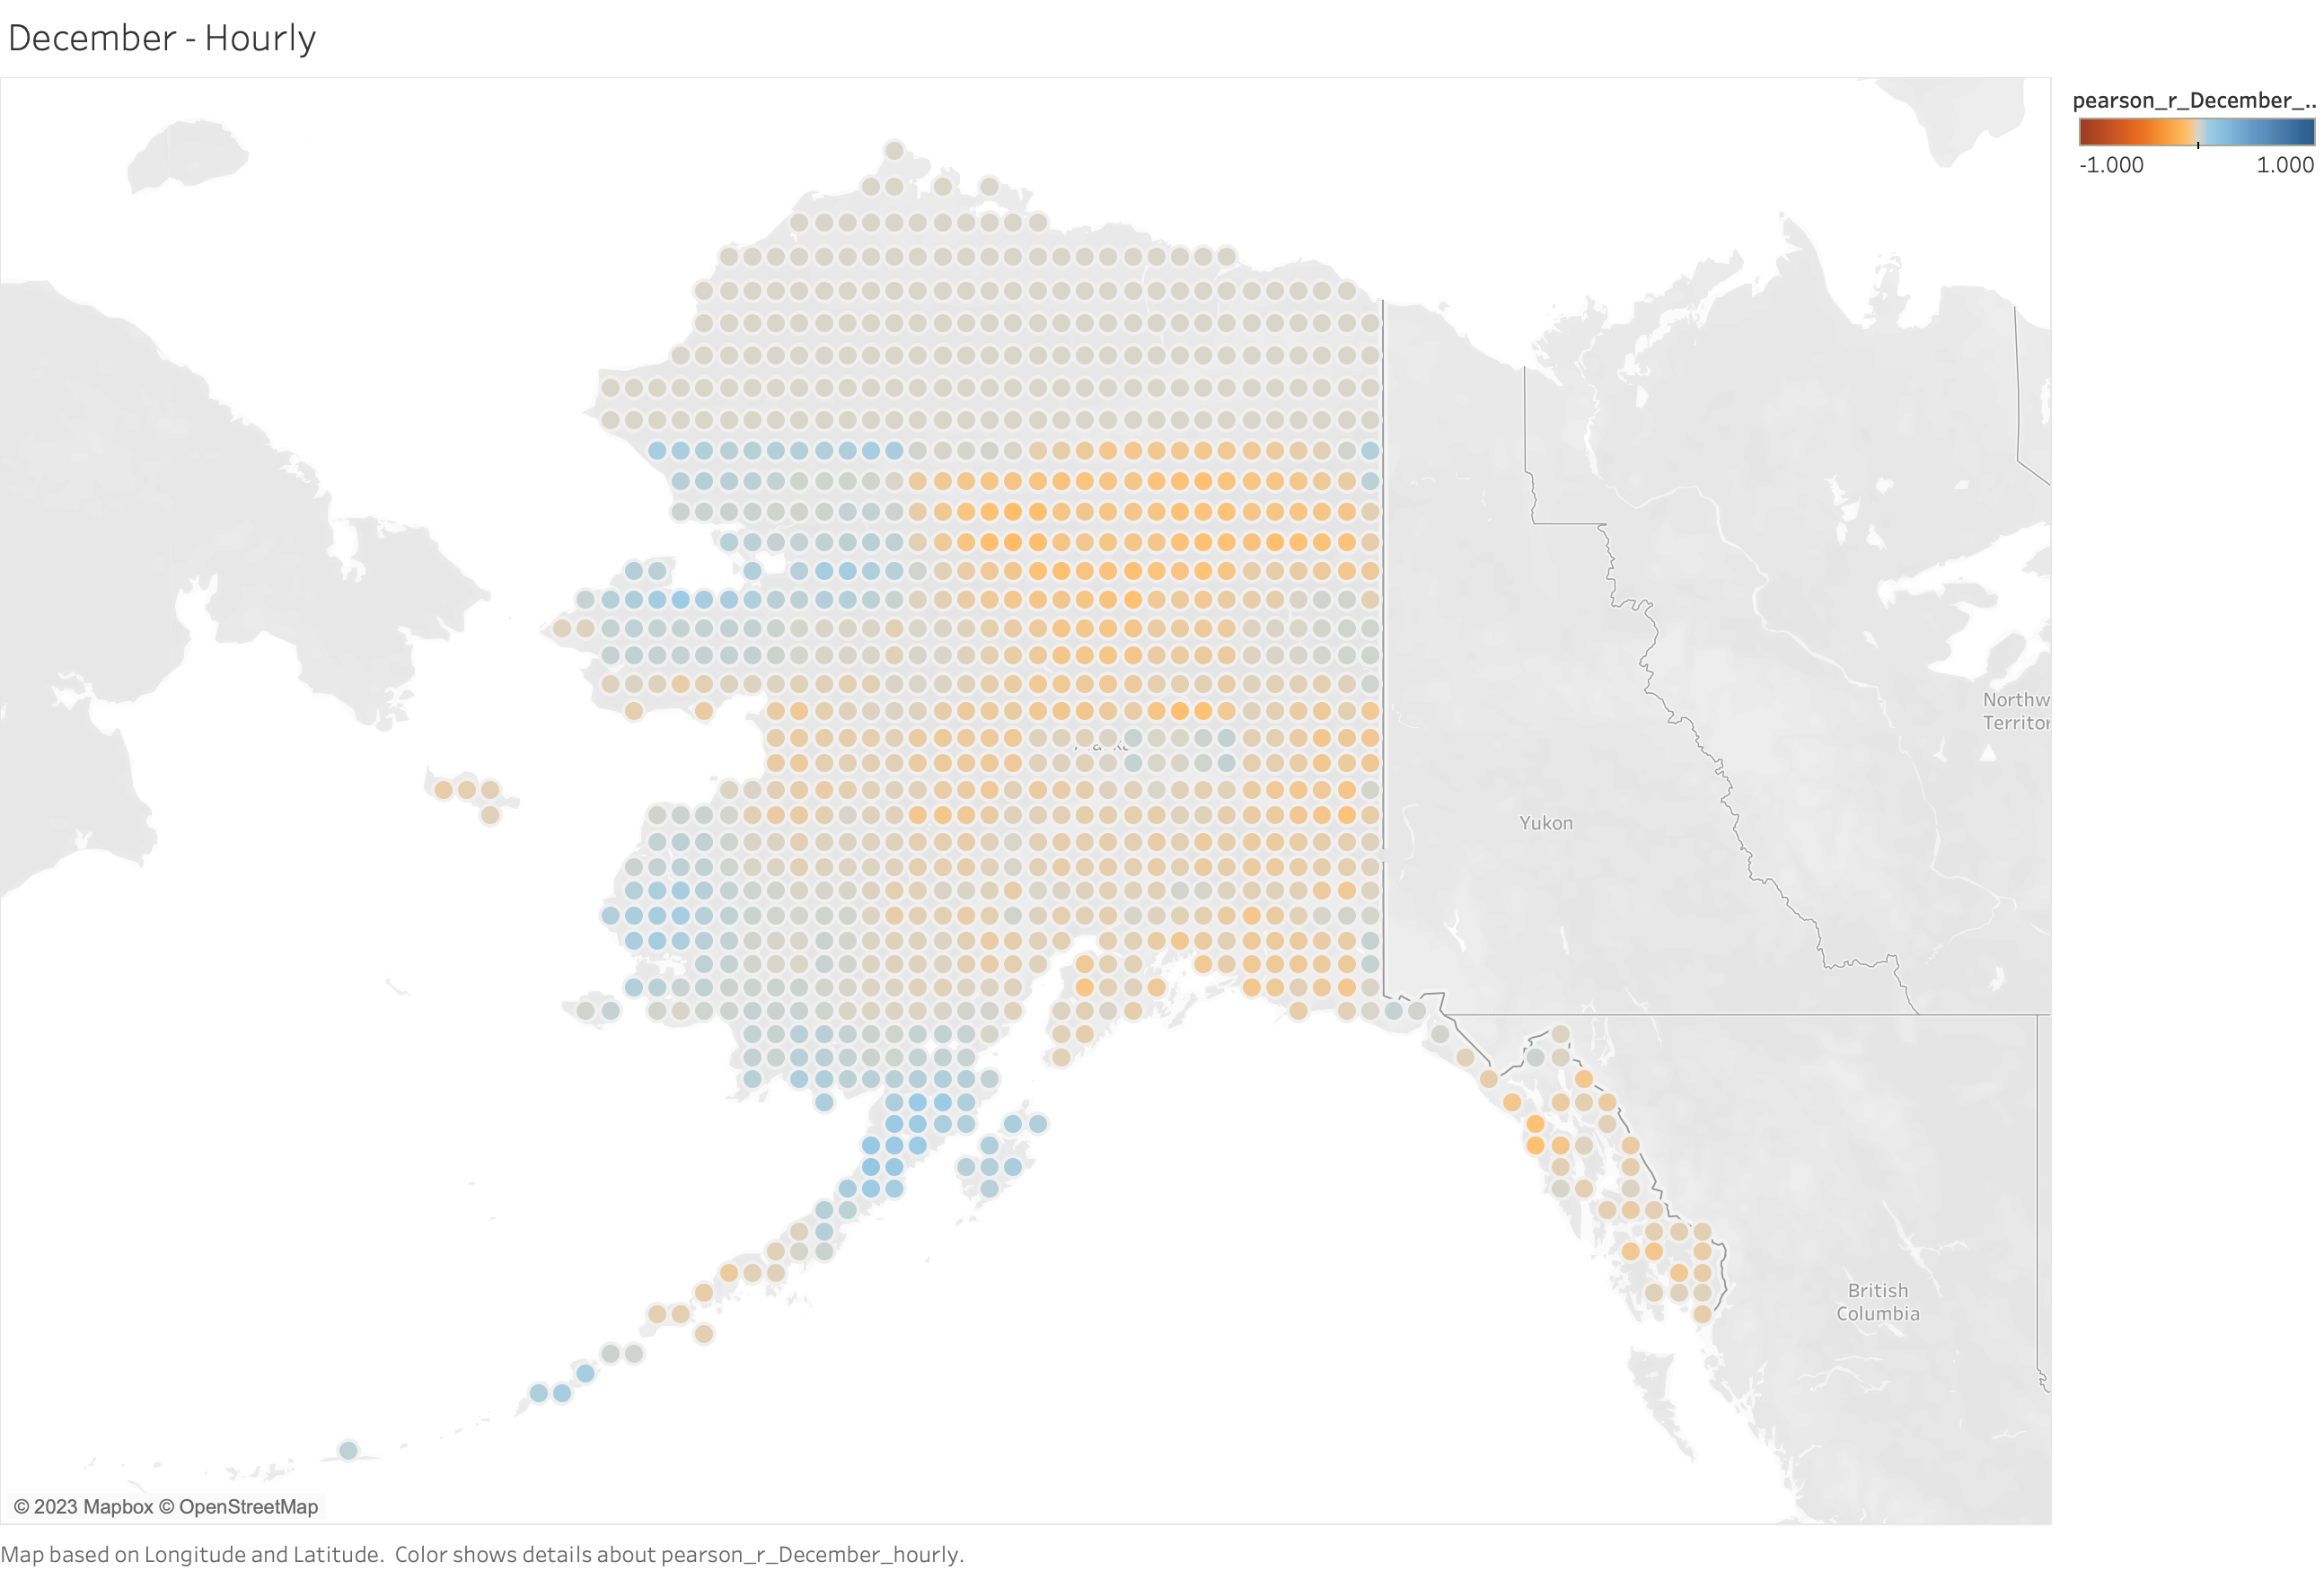 December - Hourly
pearson_r_December_..
-1.000 1.000
Northw
Territor
Yukon
British
Columbia
© 2023 Mapbox © OpenStreetMap
Map based on Longitude and Latitude. Color shows details about pearson_r_December_hourly.